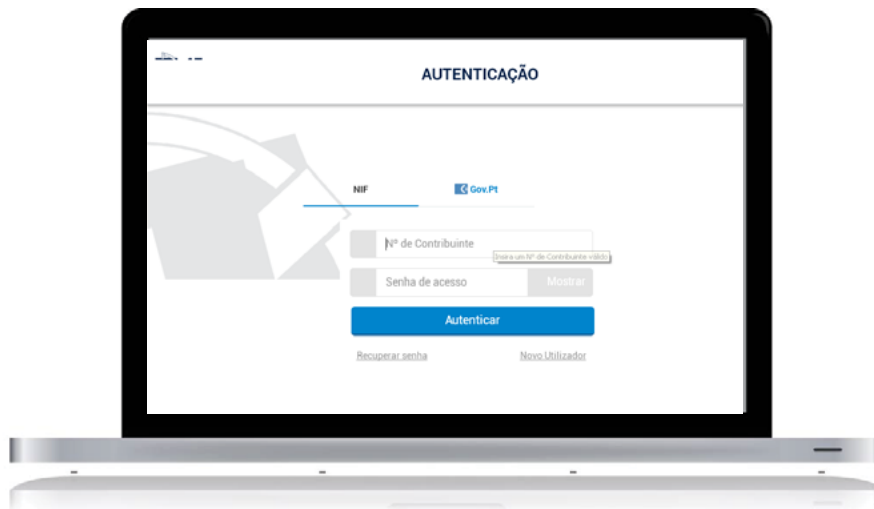 AUTENTICAÇÃO
NIF
Gov.Pt
Nº de Contribuinte
Insira um Nº de Contribuinte válido
Senha de acesso
Mostrar
Autenticar
Recuperar senha
Novo Utilizador